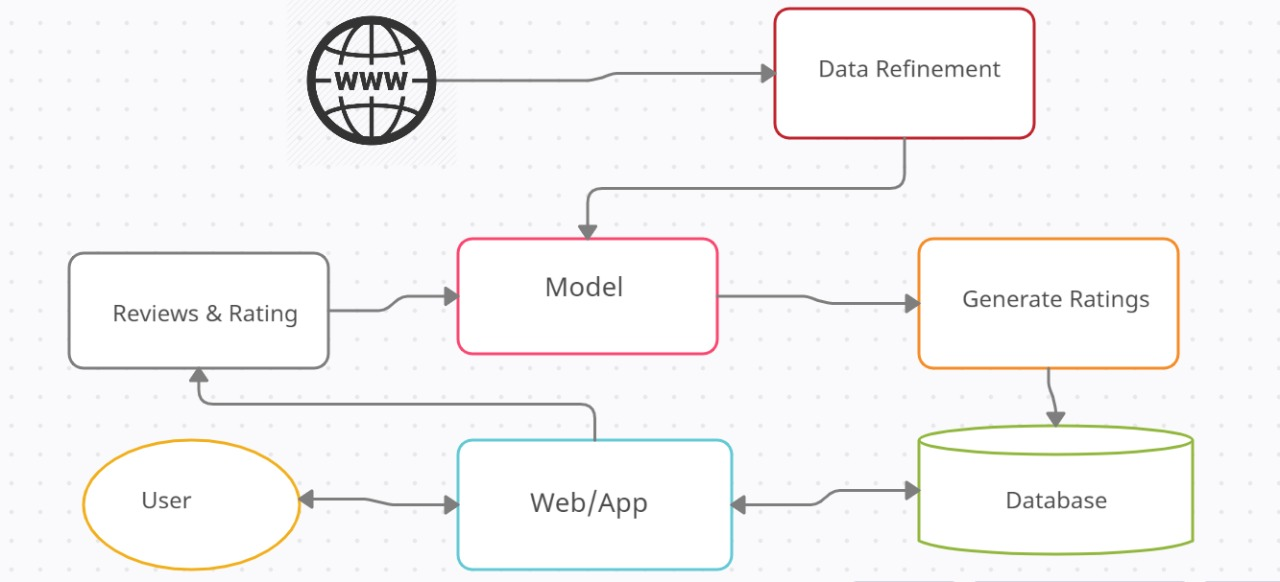 WWW
Data Refinement
Model
Reviews & Rating
Generate Ratings
User
Web/App
Database